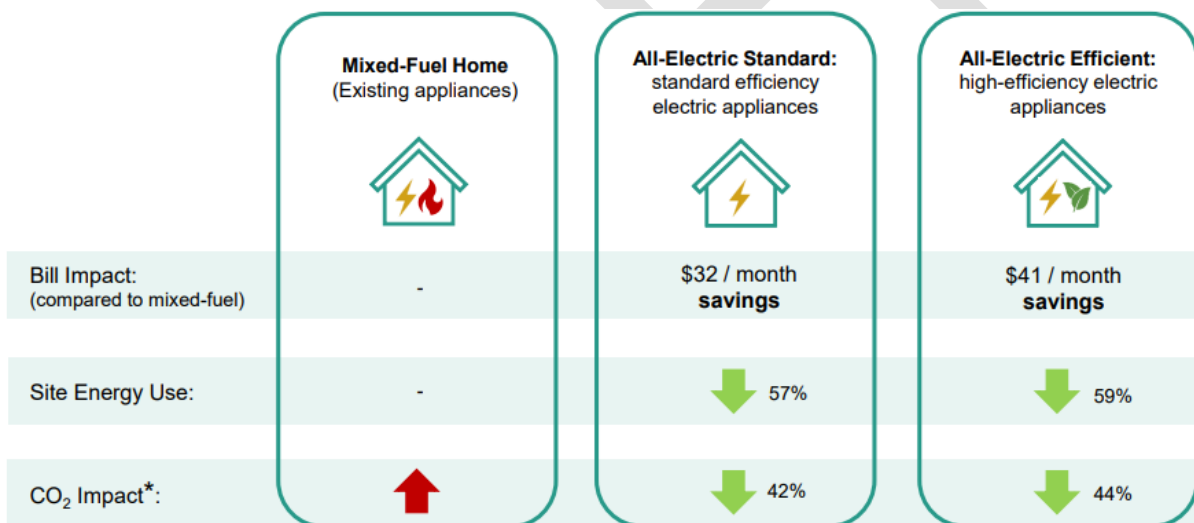 Mixed-Fuel Home
(Existing appliances)
All-Electric Standard:
standard efficiency
electric appliances
All-Electric Efficient:
high-efficiency electric
appliances
Bill Impact:
(compared to mixed-fuel)
-
$32 / month
savings
$41 / month
savings
Site Energy Use:
-
57%
59%
CO₂ Impact*:
42%
44%